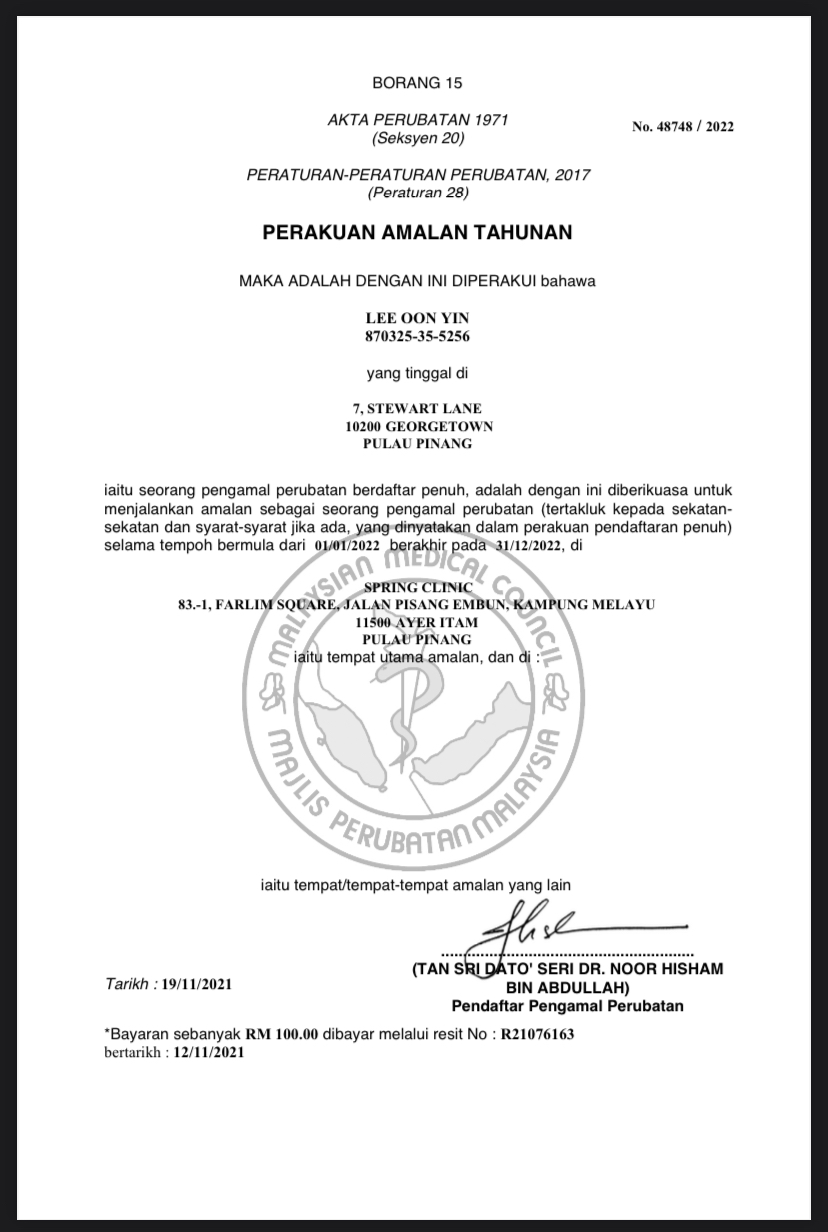 BORANG 15
AKTA PERUBATAN 1971
(Seksyen 20)
No. 48748 / 2022
PERATURAN-PERATURAN PERUBATAN, 2017
(Peraturan 28)
PERAKUAN AMALAN TAHUNAN
MAKA ADALAH DENGAN INI DIPERAKUI bahawa
LEE OON YIN
870325-35-5256
yang tinggal di
7, STEWART LANE
10200 GEORGETOWN
PULAU PINANG
iaitu seorang pengamal perubatan berdaftar penuh, adalah dengan ini diberikuasa untuk
menjalankan amalan sebagai seorang pengamal perubatan (tertakluk kepada sekatan-
sekatan dan syarat-syarat jika ada, yang dinyatakan dalam perakuan pendaftaran penuh)
selama tempoh bermula dari 01/01/2022 berakhir pada 31/12/2022, di
SPRING CLINIC
83.-1, FARLIM SQUARE, JALAN PISANG EMBUN, KAMPUNG MELAYU
11500 AYER ITAM
PULAU PINANG
iaitu tempat utama amalan, dan di :
MALAYSIAN MEDICAL COUNCIL
MAJLIS PERUBATAN MALAYSIA
iaitu tempat/tempat-tempat amalan yang lain
(TAN SRI DATO' SERI DR. NOOR HISHAM
BIN ABDULLAH)
Pendaftar Pengamal Perubatan
Tarikh : 19/11/2021
*Bayaran sebanyak RM 100.00 dibayar melalui resit No : R21076163
bertarikh : 12/11/2021